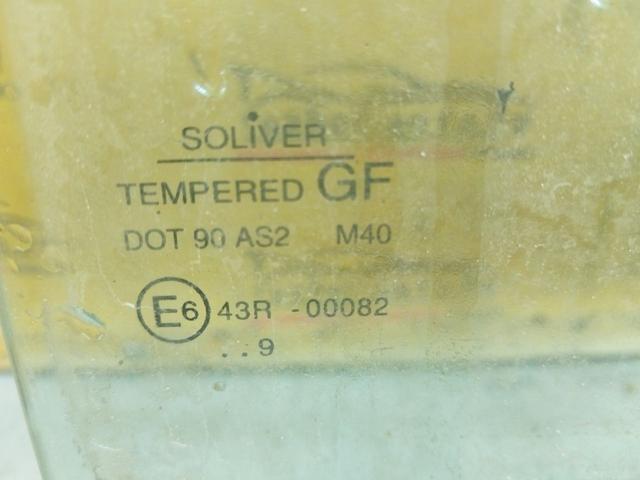 SOLiVER
TEMPERED GF
DOT 90 AS2 M40
E6 43R -00082
..9